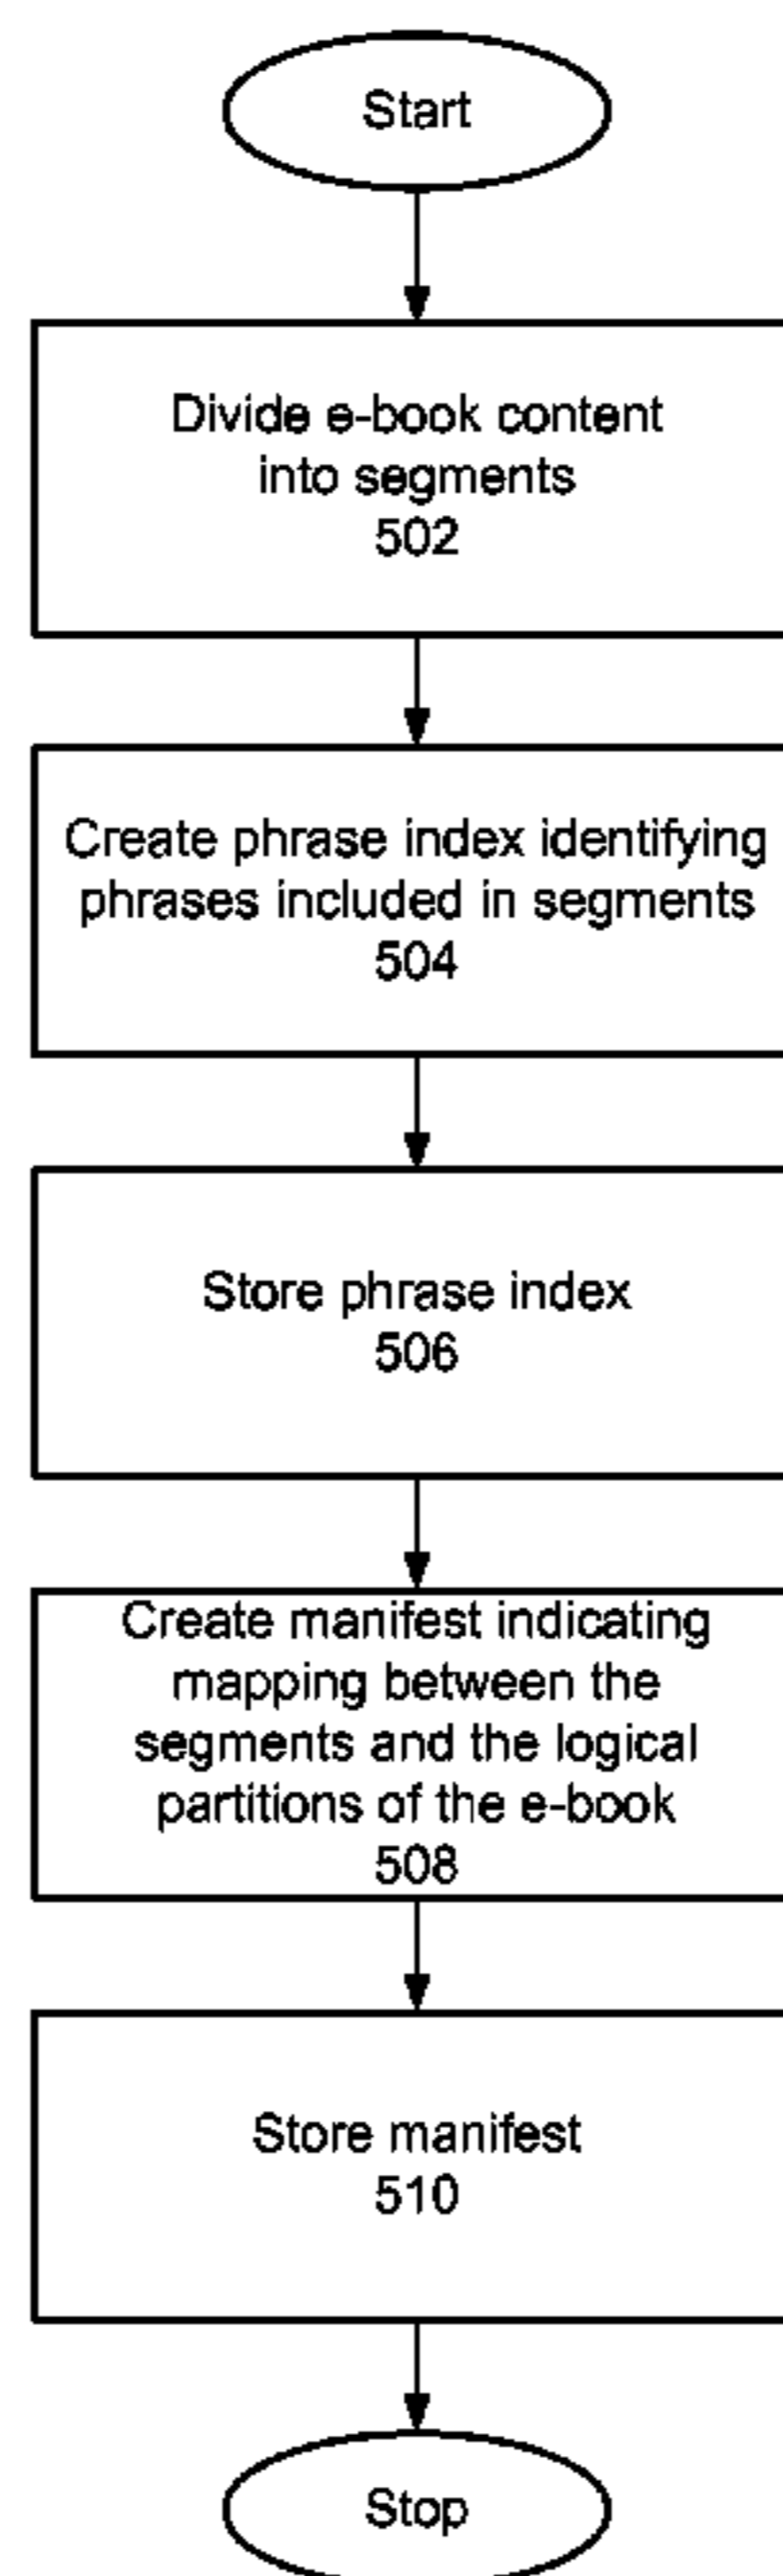 Start
Divide e-book content
into segments
502
Create phrase index identifying
phrases included in segments
504
Store phrase index
506
Create manifest indicating
mapping between the
segments and the logical
partitions of the e-book
508
Store manifest
510
Stop